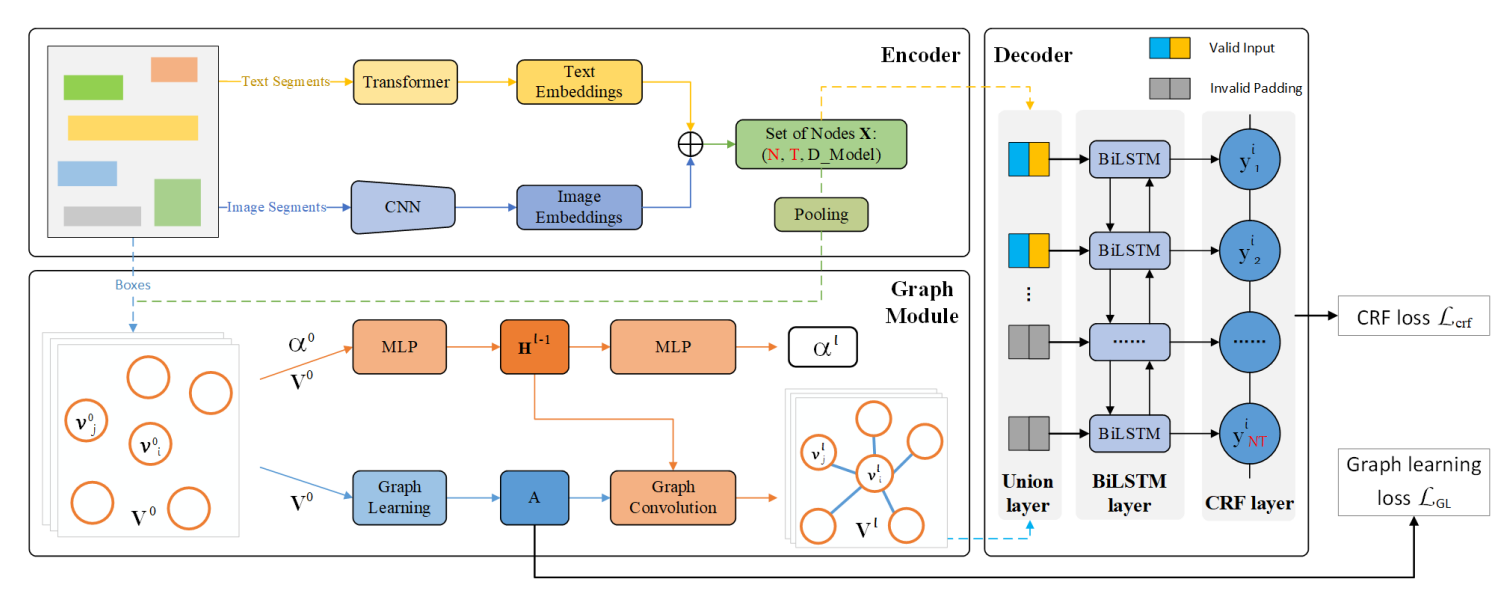 Encoder
Text Segments
Transformer
Text
Embeddings
Set of Nodes X:
(N, T, D_Model)
Image Segments
CNN
Image
Embeddings
Pooling
Boxes
Graph
Module
α⁰
V⁰
MLP
Hˡ⁻¹
MLP
αˡ
v⁰ⱼ
v⁰ᵢ
V⁰
V⁰
Graph
Learning
A
Graph
Convolution
vˡⱼ
vˡᵢ
Vˡ
Decoder
Valid Input
Invalid Padding
BiLSTM
yⁱ₁
BiLSTM
yⁱ₂
⋮
......
......
BiLSTM
yⁱ_NT
Union
layer
BiLSTM
layer
CRF layer
CRF loss ℒcrf
Graph learning
loss ℒGL